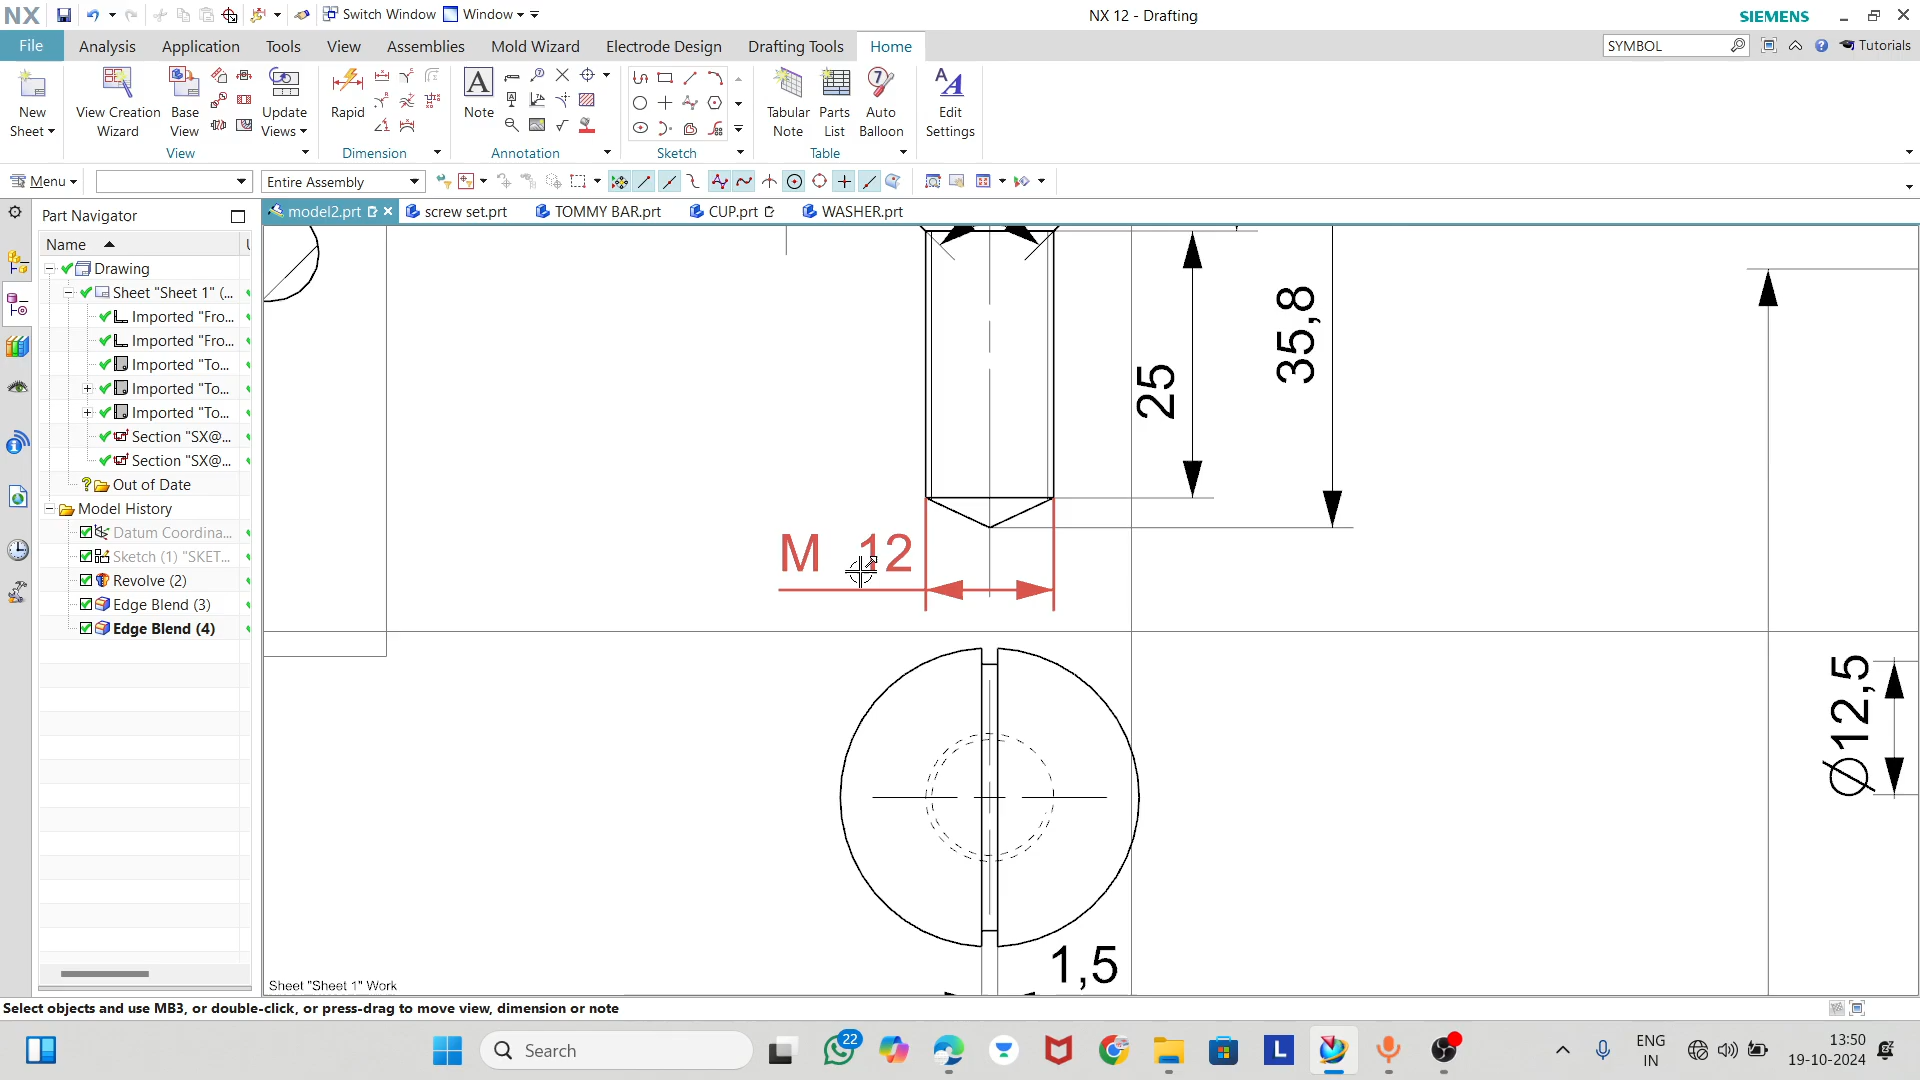 NX
Switch Window
Window
NX 12 - Drafting
SIEMENS
File
Analysis
Application
Tools
View
Assemblies
Mold Wizard
Electrode Design
Drafting Tools
Home
SYMBOL
Tutorials
New Sheet
View Creation Wizard
Base View
Update Views
Rapid
Note
Tabular Note
Parts List
Auto Balloon
Edit Settings
View
Dimension
Annotation
Sketch
Table
Menu
Entire Assembly
Part Navigator
model2.prt
screw set.prt
TOMMY BAR.prt
CUP.prt
WASHER.prt
Name
Drawing
Sheet "Sheet 1" (...
Imported "Fro...
Imported "Fro...
Imported "To...
Imported "To...
Imported "To...
Section "SX@...
Section "SX@...
Out of Date
Model History
Datum Coordina...
Sketch (1) "SKET...
Revolve (2)
Edge Blend (3)
Edge Blend (4)
25
35,8
M 12
Ø12,5
1,5
Sheet "Sheet 1" Work
Select objects and use MB3, or double-click, or press-drag to move view, dimension or note
Search
22
L
ENG
IN
13:50
19-10-2024